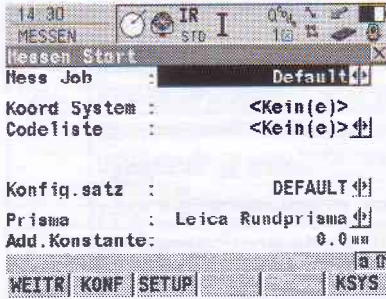 14 30 IR
MESSEN STD I
Messen Start
Mess Job : Default
Koord System : <Kein(e)>
Codeliste : <Kein(e)>
Konfig.satz : DEFAULT
Prisma : Leica Rundprisma
Add.Konstante: 0.0 mm
WEITR KONF SETUP KSYS